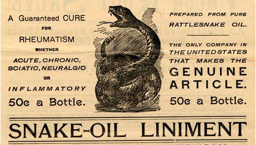 A Guaranteed CURE
FOR
RHEUMATISM
WHETHER
ACUTE, CHRONIC,
SCIATIC, NEURALGIC
OR
INFLAMMATORY
50c a Bottle.
PREPARED FROM PURE
RATTLESNAKE OIL.
THE ONLY COMPANY IN
THE UNITED STATES
THAT MAKES THE
GENUINE
ARTICLE.
50c a Bottle.
SNAKE-OIL LINIMENT